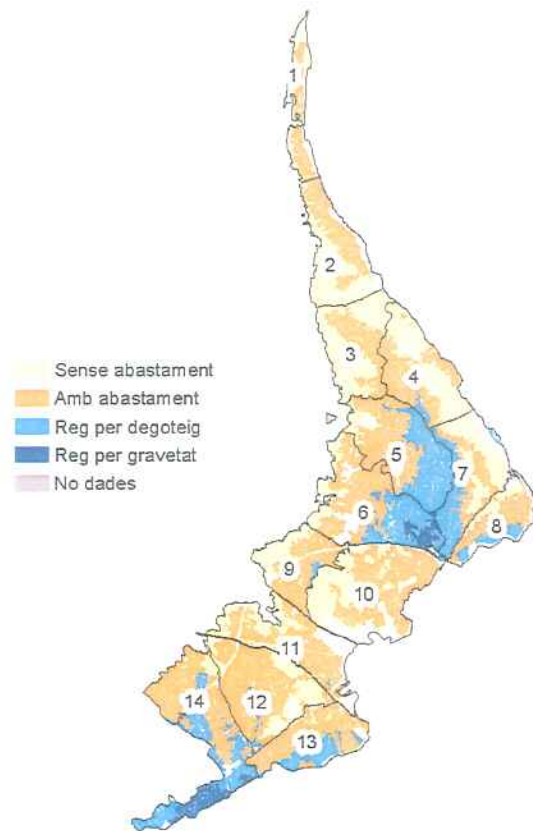 1
2
3
4
Sense abastament
Amb abastament
Reg per degoteig
Reg per gravetat
No dades
5
7
6
8
9
10
11
14
12
13